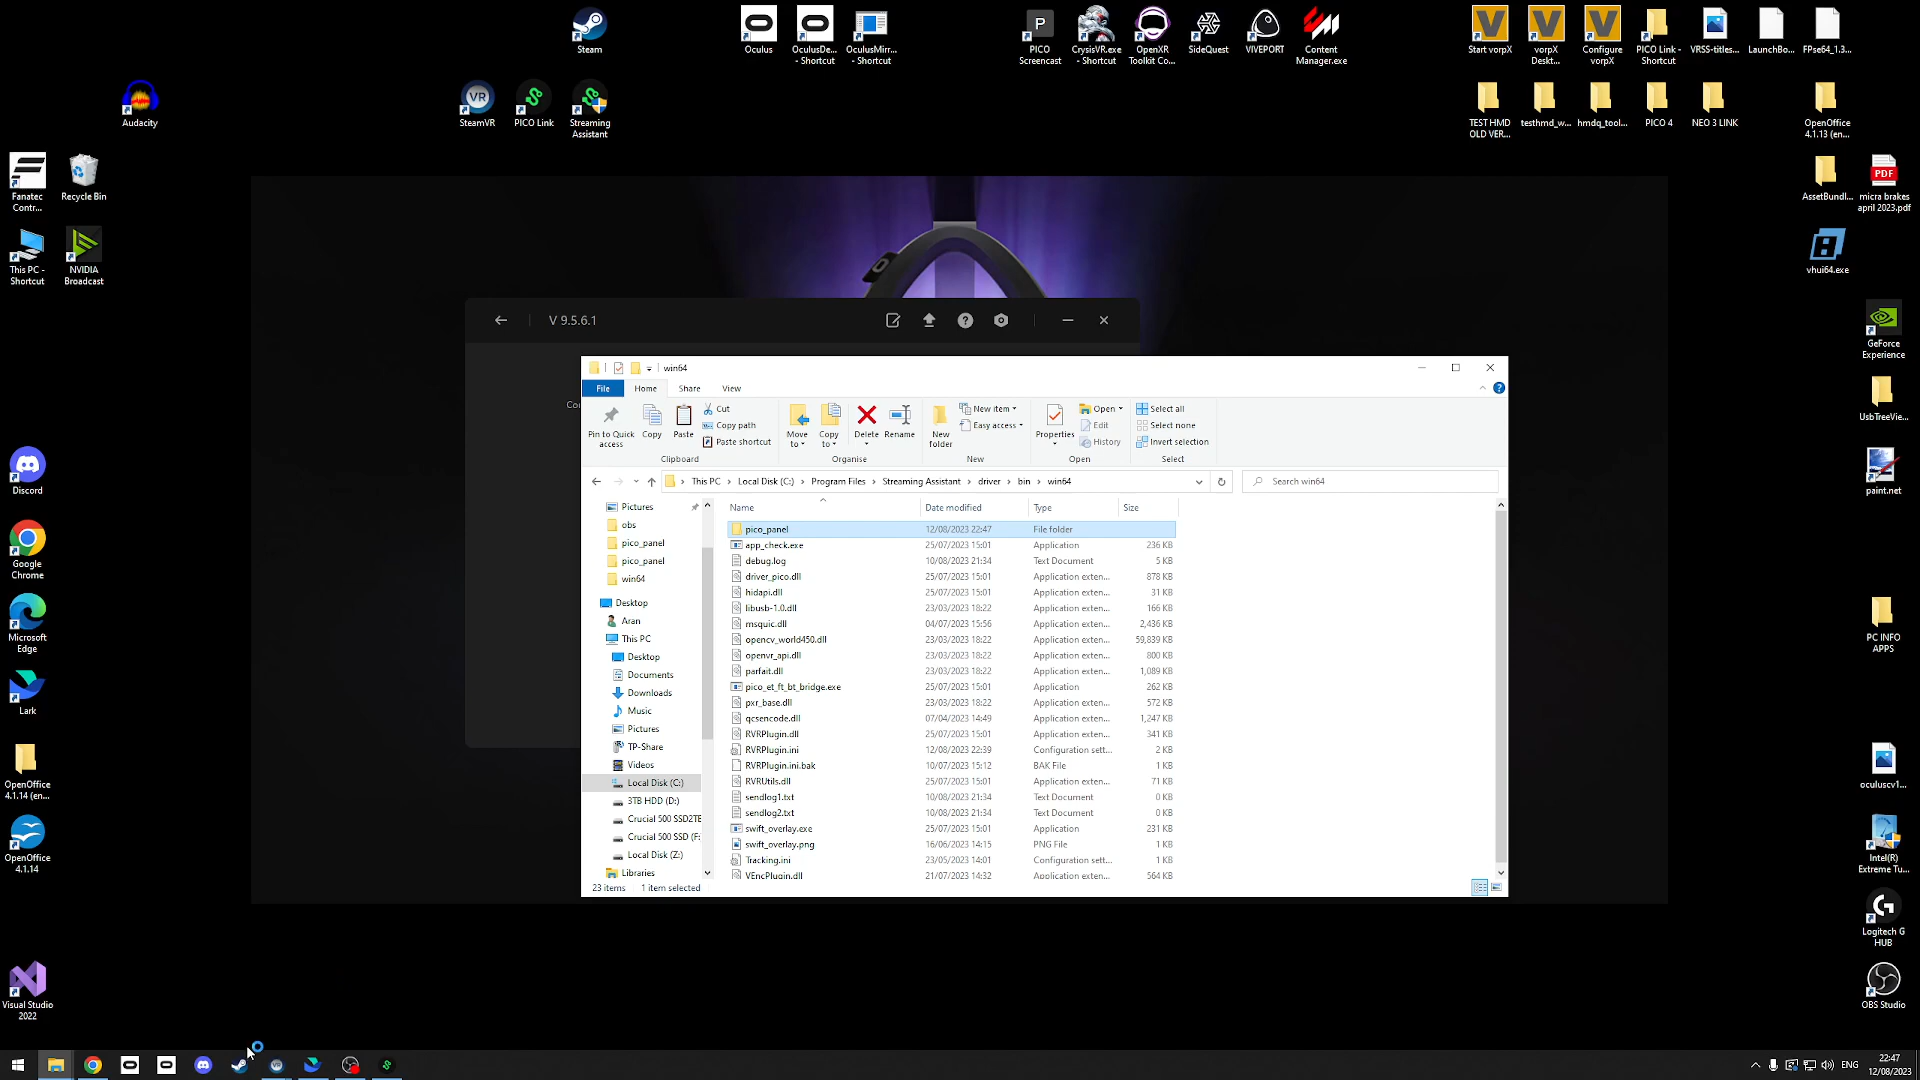 Steam
Oculus
OculusDe...
- Shortcut
OculusMirr...
- Shortcut
P
PICO
Screencast
CrysisVR.exe
- Shortcut
OpenXR
Toolkit Co...
SideQuest
VIVEPORT
Content
Manager.exe
Start vorpX
vorpX
Deskt...
Configure
vorpX
PICO Link -
Shortcut
VRSS-titles...
LaunchBo...
FPse64_1.3...
Audacity
VR
SteamVR
PICO Link
Streaming
Assistant
TEST HMD
OLD VER...
testhmd_w...
hmdq_tool...
PICO 4
NEO 3 LINK
OpenOffice
4.1.13 (en...
Fanatec
Contr...
Recycle Bin
AssetBundl...
PDF
micra brakes
april 2023.pdf
This PC -
Shortcut
NVIDIA
Broadcast
vhui64.exe
V 9.5.6.1
GeForce
Experience
win64
File
Home
Share
View
Co
Pin to Quick
access
Copy
Paste
Cut
Copy path
Paste shortcut
Clipboard
Move
to
Copy
to
Delete
Rename
Organise
New
folder
New item
Easy access
New
Properties
Open
Edit
History
Open
Select all
Select none
Invert selection
Select
UsbTreeVie...
paint.net
This PC
Local Disk (C:)
Program Files
Streaming Assistant
driver
bin
win64
Search win64
Pictures
obs
pico_panel
pico_panel
win64
Desktop
Aran
This PC
Desktop
Documents
Downloads
Music
Pictures
TP-Share
Videos
Local Disk (C:)
3TB HDD (D:)
Crucial 500 SSD2TE
Crucial 500 SSD (F:
Local Disk (Z:)
Libraries
Name Date modified Type Size
pico_panel 12/08/2023 22:47 File folder
app_check.exe 25/07/2023 15:01 Application 236 KB
debug.log 10/08/2023 21:34 Text Document 5 KB
driver_pico.dll 25/07/2023 15:01 Application exten... 878 KB
hidapi.dll 25/07/2023 15:01 Application exten... 31 KB
libusb-1.0.dll 23/03/2023 18:22 Application exten... 166 KB
msquic.dll 04/07/2023 15:56 Application exten... 2,436 KB
opencv_world450.dll 23/03/2023 18:22 Application exten... 59,839 KB
openvr_api.dll 23/03/2023 18:22 Application exten... 800 KB
parfait.dll 23/03/2023 18:22 Application exten... 1,089 KB
pico_et_ft_bt_bridge.exe 25/07/2023 15:01 Application 262 KB
pxr_base.dll 23/03/2023 18:22 Application exten... 572 KB
qcsencode.dll 07/04/2023 14:49 Application exten... 1,247 KB
RVRPlugin.dll 25/07/2023 15:01 Application exten... 341 KB
RVRPlugin.ini 12/08/2023 22:39 Configuration sett... 2 KB
RVRPlugin.ini.bak 10/07/2023 15:12 BAK File 1 KB
RVRUtils.dll 25/07/2023 15:01 Application exten... 71 KB
sendlog1.txt 10/08/2023 21:34 Text Document 0 KB
sendlog2.txt 10/08/2023 21:34 Text Document 0 KB
swift_overlay.exe 25/07/2023 15:01 Application 231 KB
swift_overlay.png 16/06/2023 14:15 PNG File 1 KB
Tracking.ini 23/05/2023 14:01 Configuration sett... 1 KB
VEncPlugin.dll 21/07/2023 14:32 Application exten... 564 KB
23 items 1 item selected
Discord
Google
Chrome
Microsoft
Edge
Lark
OpenOffice
4.1.14 (en...
OpenOffice
4.1.14
Visual Studio
2022
PC INFO
APPS
oculuscv1...
Intel(R)
Extreme Tu...
Logitech G
HUB
OBS Studio
ENG
22:47
12/08/2023